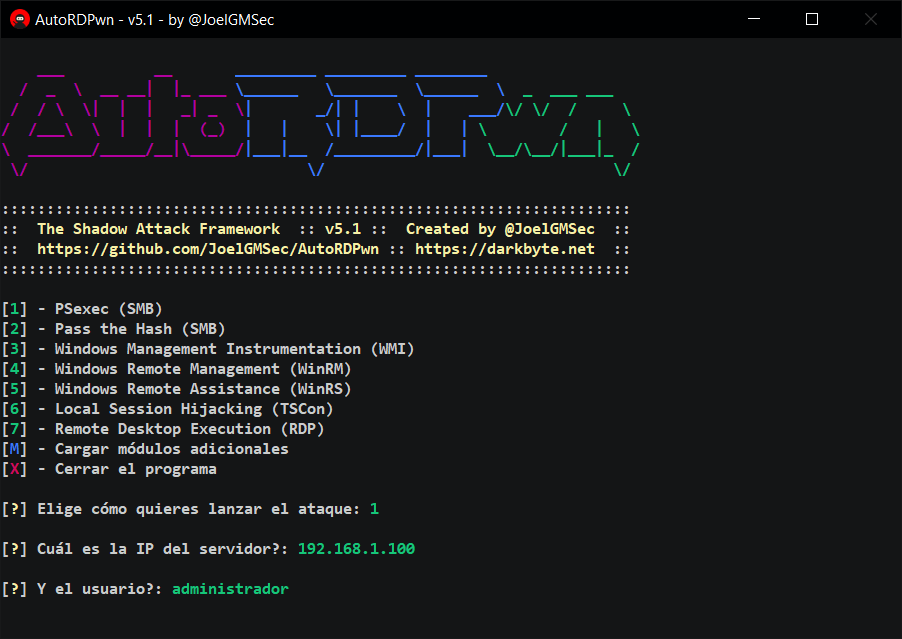 AutoRDPwn - v5.1 - by @JoelGMSec
AutoRDPwn
:::::::::::::::::::::::::::::::::::::::::::::::::::::::::::::::::::::::
:: The Shadow Attack Framework :: v5.1 :: Created by @JoelGMSec ::
:: https://github.com/JoelGMSec/AutoRDPwn :: https://darkbyte.net ::
:::::::::::::::::::::::::::::::::::::::::::::::::::::::::::::::::::::::
[1] - PSexec (SMB)
[2] - Pass the Hash (SMB)
[3] - Windows Management Instrumentation (WMI)
[4] - Windows Remote Management (WinRM)
[5] - Windows Remote Assistance (WinRS)
[6] - Local Session Hijacking (TSCon)
[7] - Remote Desktop Execution (RDP)
[M] - Cargar módulos adicionales
[X] - Cerrar el programa
[?] Elige cómo quieres lanzar el ataque: 1
[?] Cuál es la IP del servidor?: 192.168.1.100
[?] Y el usuario?: administrador